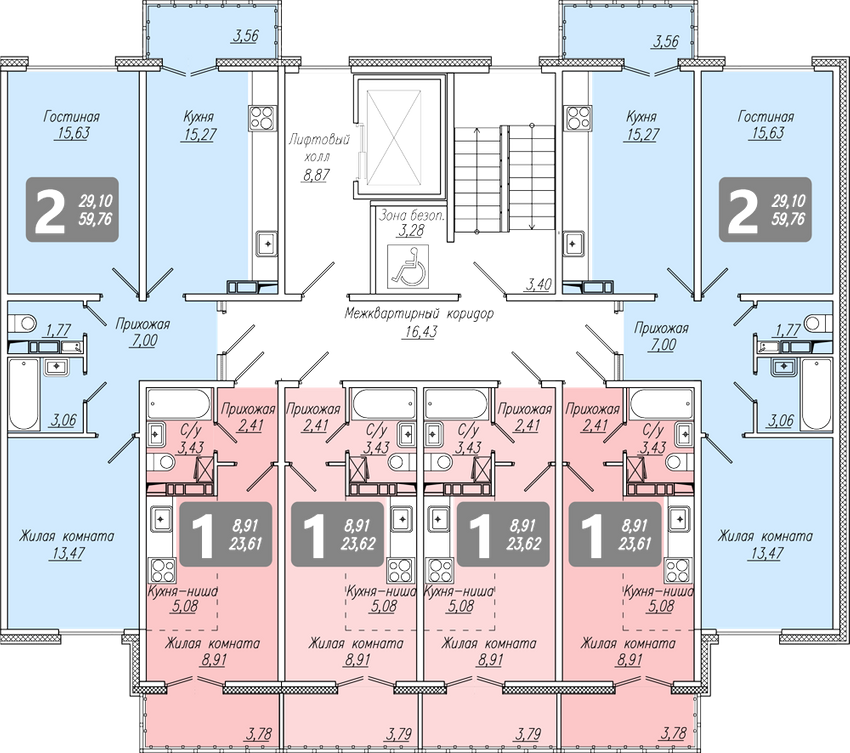 3,56
3,56
Гостиная
15,63
Кухня
15,27
Лифтовый
холл
8,87
Кухня
15,27
Гостиная
15,63
2
29,10
59,76
Зона безоп.
3,28
2
29,10
59,76
3,40
Межквартирный коридор
16,43
1,77
Прихожая
7,00
Прихожая
7,00
1,77
3,06
3,06
Прихожая
2,41
Прихожая
2,41
Прихожая
2,41
Прихожая
2,41
С/у
3,43
С/у
3,43
С/у
3,43
С/у
3,43
Жилая комната
13,47
1
8,91
23,61
1
8,91
23,62
1
8,91
23,62
1
8,91
23,61
Жилая комната
13,47
Кухня-ниша
5,08
Кухня-ниша
5,08
Кухня-ниша
5,08
Кухня-ниша
5,08
Жилая комната
8,91
Жилая комната
8,91
Жилая комната
8,91
Жилая комната
8,91
3,78
3,79
3,79
3,78